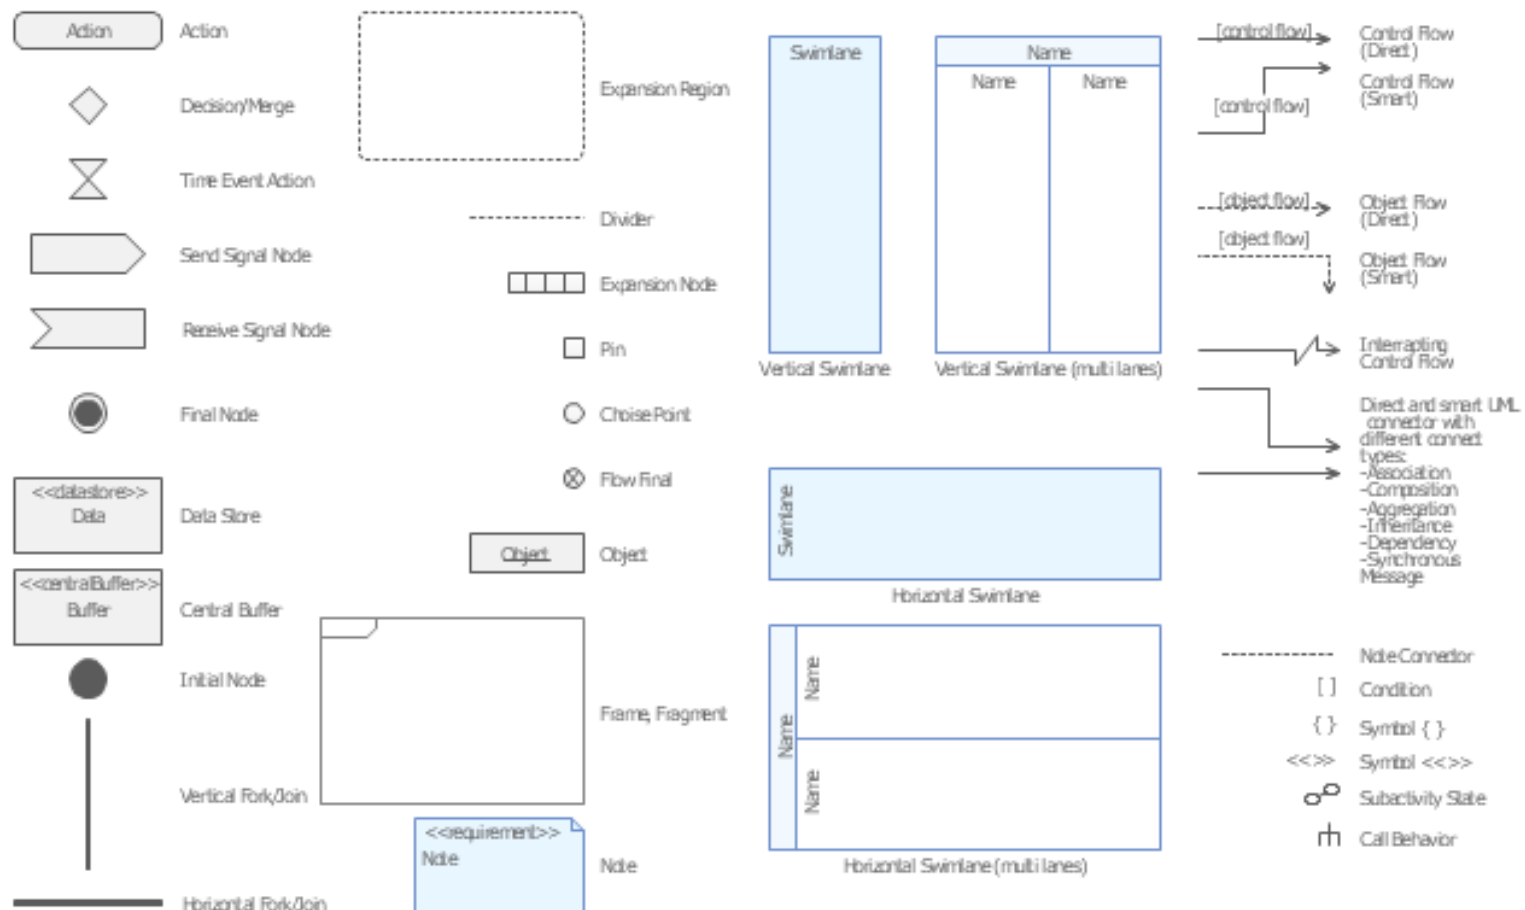 Action
Action
Decision/Merge
Time Event Action
Send Signal Node
Receive Signal Node
Final Node
<<datastore>>
Data
Data Store
<<centralBuffer>>
Buffer
Central Buffer
Initial Node
Vertical Fork/Join
Horizontal Fork/Join
Expansion Region
Divider
Expansion Node
Pin
Choise Point
Flow Final
Object
Object
Frame, Fragment
<<requirement>>
Note
Note
Swimlane
Vertical Swimlane
Name
Name
Name
Vertical Swimlane (multi lanes)
Swimlane
Horizontal Swimlane
Name
Name
Name
Horizontal Swimlane (multi lanes)
[control flow]
Control Flow
(Direct)
Control Flow
(Smart)
[control flow]
[object flow]
Object Flow
(Direct)
[object flow]
Object Flow
(Smart)
Interrapting
Control Flow
Direct and smart UML
connector with
different connect
types:
-Association
-Composition
-Aggregation
-Inheritance
-Dependency
-Synchronous
Message
Note Connector
[ ]
Condition
{ }
Symbol { }
<< >>
Symbol << >>
Subactivity State
Call Behavior